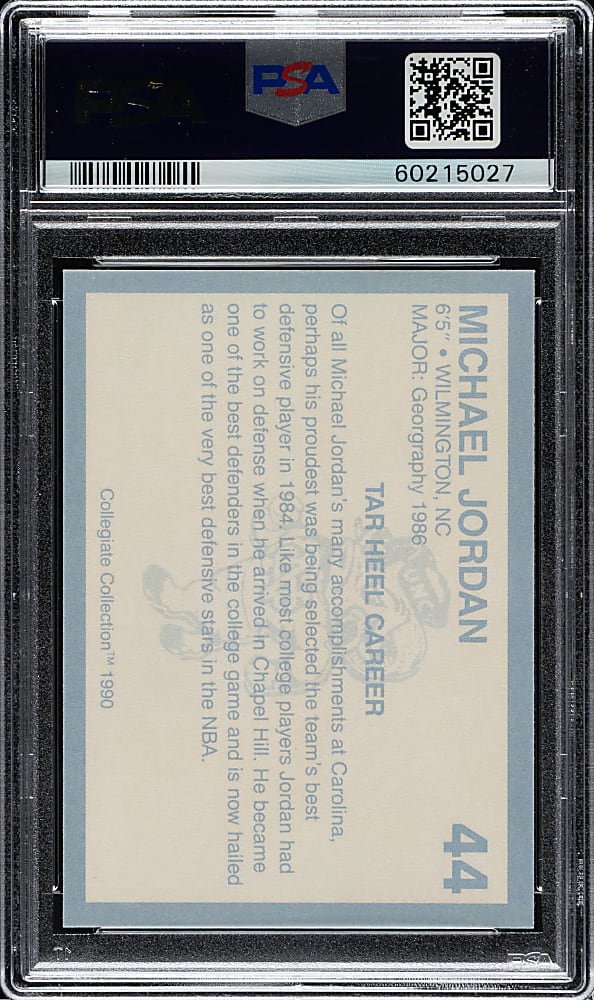 PSA
PSA
60215027
MICHAEL JORDAN
44
6'5" • WILMINGTON, NC
MAJOR: Georgraphy 1986
TAR HEEL CAREER
Of all Michael Jordan's many accomplishments at Carolina,
perhaps his proudest was being selected the team's best
defensive player in 1984. Like most college players Jordan had
to work on defense when he arrived in Chapel Hill. He became
one of the best defenders in the college game and is now hailed
as one of the very best defensive stars in the NBA.
UNC
Collegiate Collection™ 1990
PSA